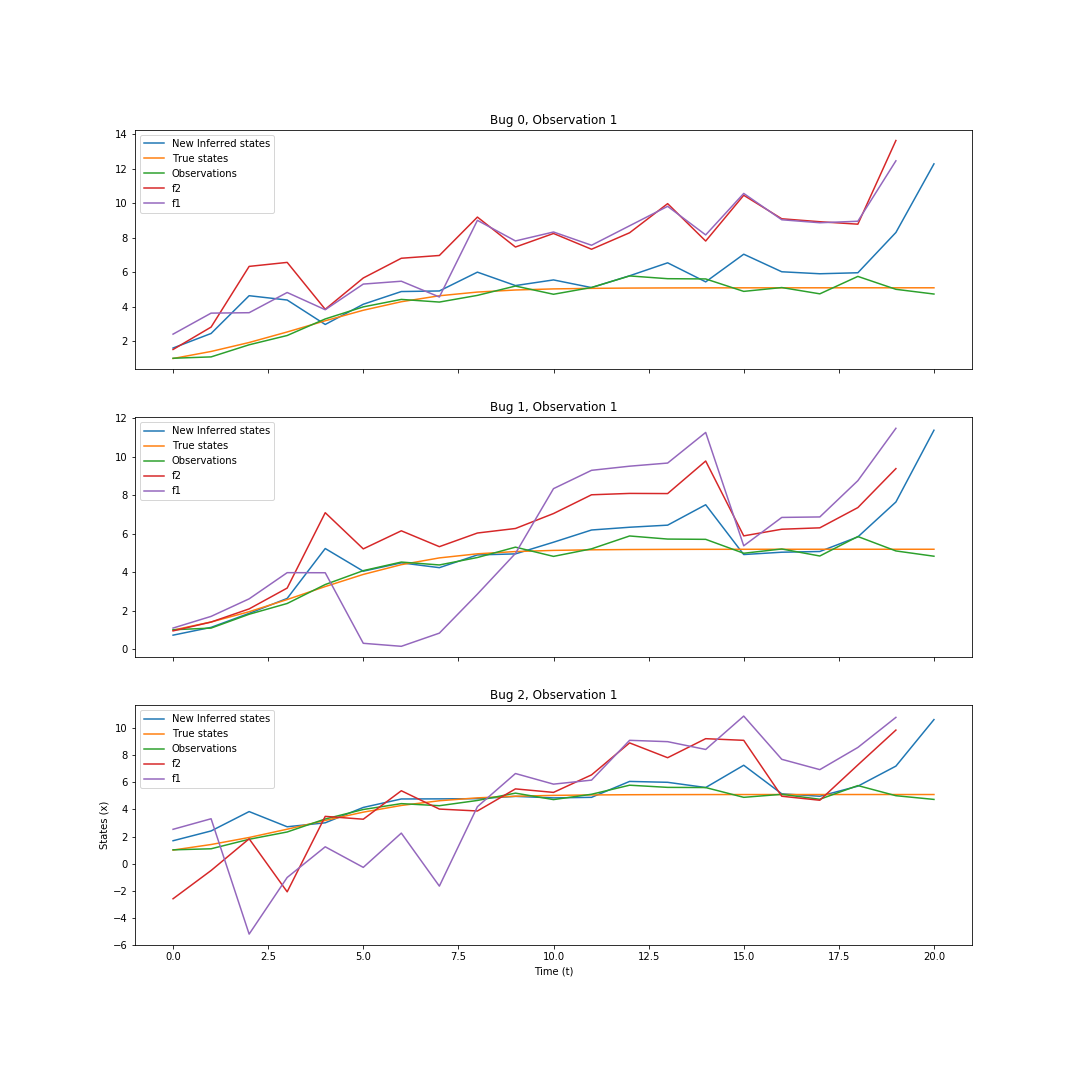 Bug 0, Observation 1
14
12
10
8
6
4
2
New Inferred states
True states
Observations
f2
f1
Bug 1, Observation 1
12
10
8
6
4
2
0
New Inferred states
True states
Observations
f2
f1
Bug 2, Observation 1
10
8
6
4
2
0
−2
−4
−6
States (x)
New Inferred states
True states
Observations
f2
f1
0.0 2.5 5.0 7.5 10.0 12.5 15.0 17.5 20.0
Time (t)